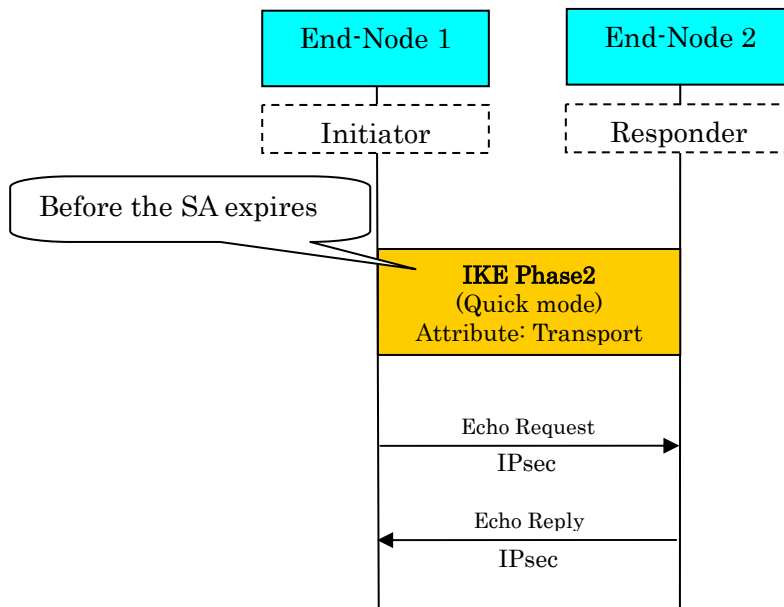 End-Node 1
End-Node 2
Initiator
Responder
Before the SA expires
IKE Phase2
(Quick mode)
Attribute: Transport
Echo Request
IPsec
Echo Reply
IPsec